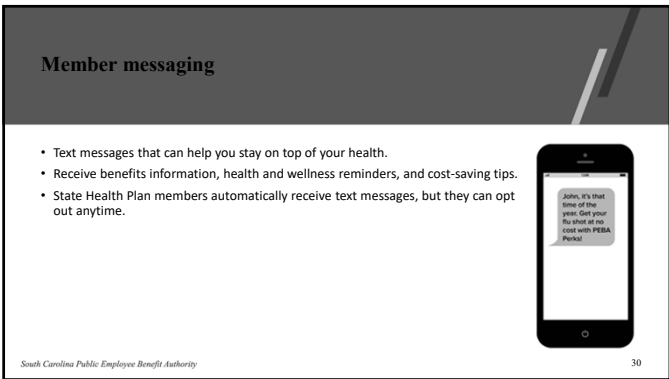 Member messaging
• Text messages that can help you stay on top of your health.
• Receive benefits information, health and wellness reminders, and cost-saving tips.
• State Health Plan members automatically receive text messages, but they can opt
out anytime.
John, it's that
time of the
year. Get your
flu shot at no
cost with PEBA
Perks!
South Carolina Public Employee Benefit Authority
30